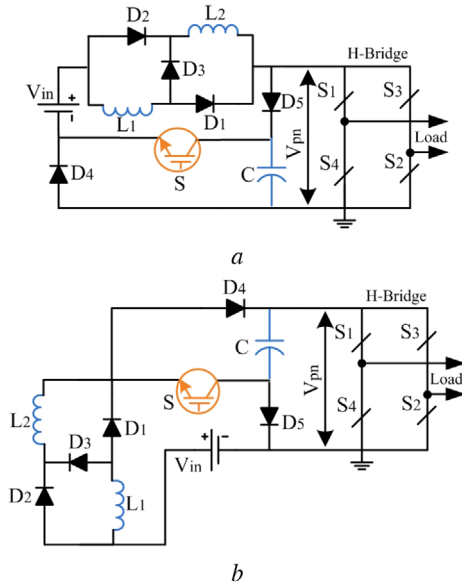 D2
L2
H-Bridge
Vin
+
-
D3
S1
S3
L1
D1
D5
Vpn
Load
S
C
S4
S2
D4
a
D4
H-Bridge
C
S1
S3
Vpn
L2
S
D1
D5
Load
S4
S2
D3
Vin
+
-
D2
L1
b